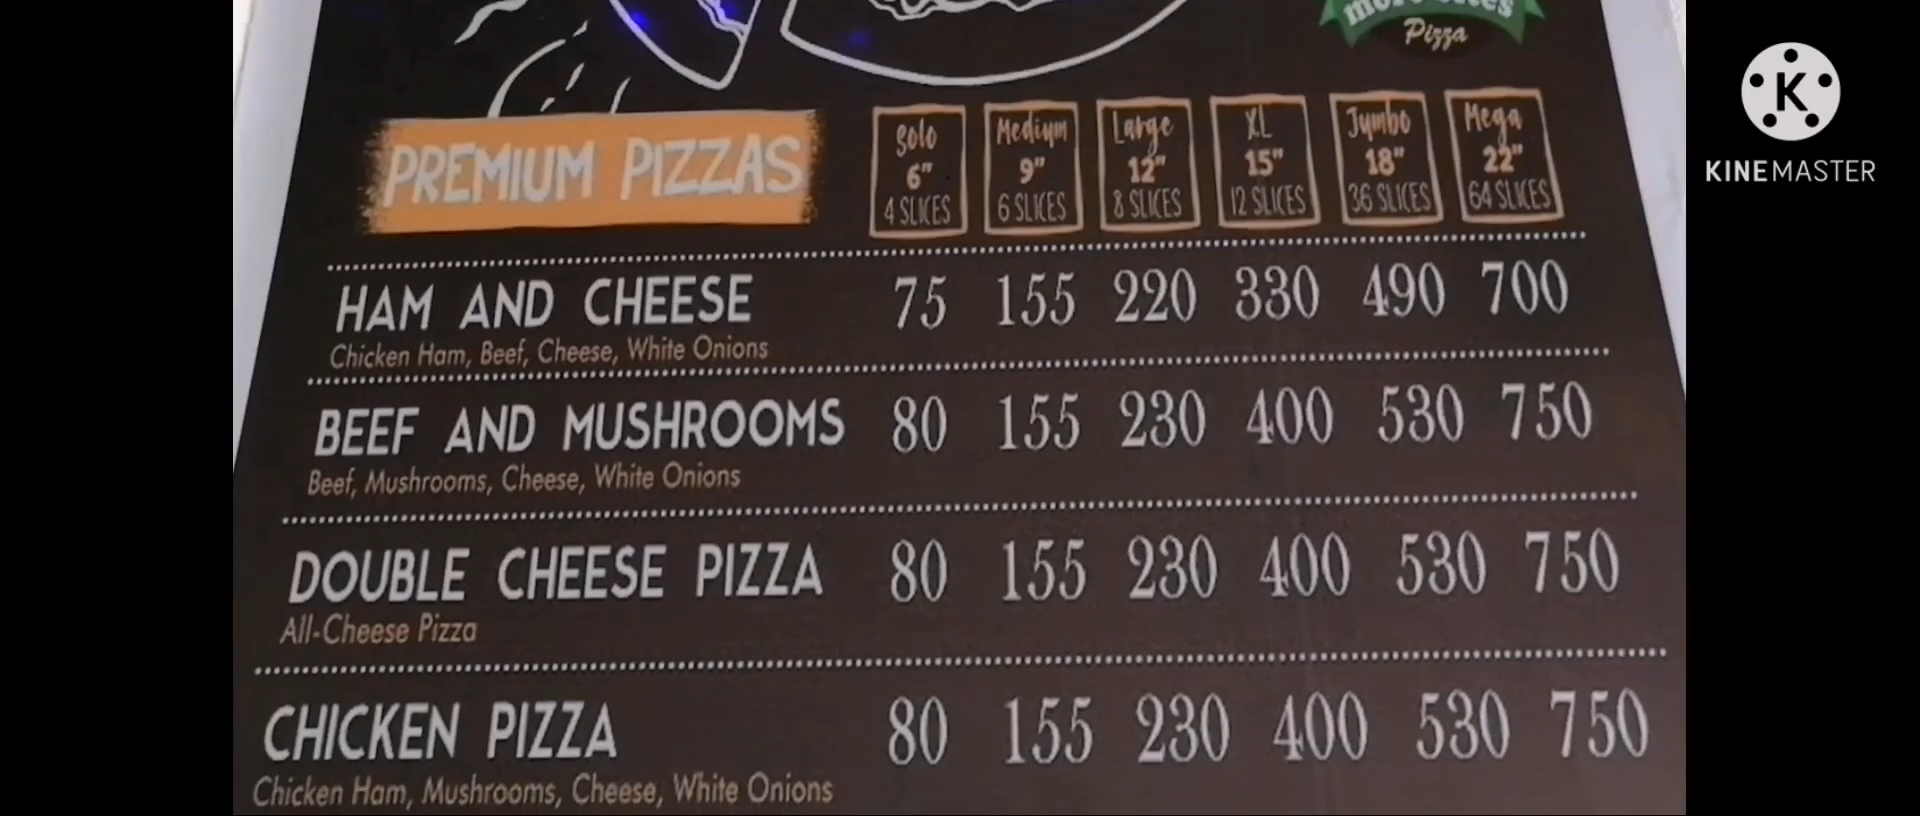 Pizza
PREMIUM PIZZAS
Solo 6" 4 SLICES
Medium 9" 6 SLICES
Large 12" 8 SLICES
XL 15" 12 SLICES
Jumbo 18" 36 SLICES
Mega 22" 64 SLICES
HAM AND CHEESE 75 155 220 330 490 700
Chicken Ham, Beef, Cheese, White Onions
BEEF AND MUSHROOMS 80 155 230 400 530 750
Beef, Mushrooms, Cheese, White Onions
DOUBLE CHEESE PIZZA 80 155 230 400 530 750
All-Cheese Pizza
CHICKEN PIZZA 80 155 230 400 530 750
Chicken Ham, Mushrooms, Cheese, White Onions
K
KINEMASTER